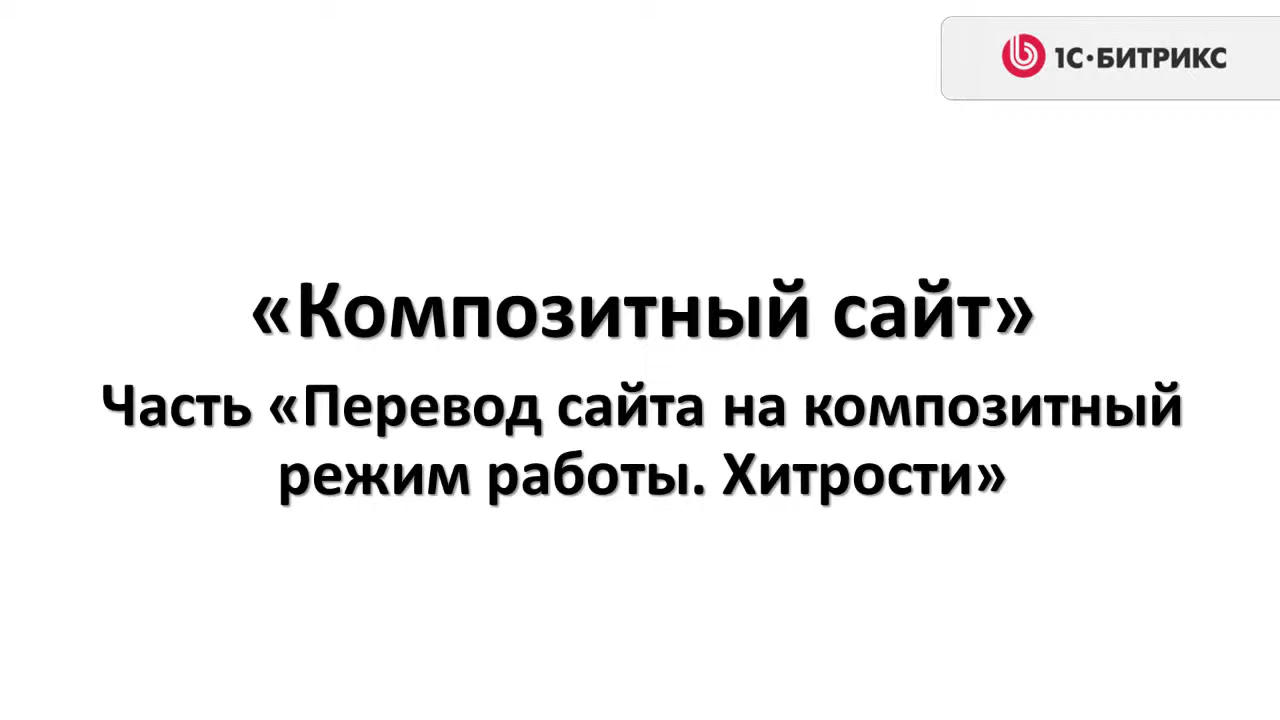 1С·БИТРИКС
«Композитный сайт»
Часть «Перевод сайта на композитный
режим работы. Хитрости»